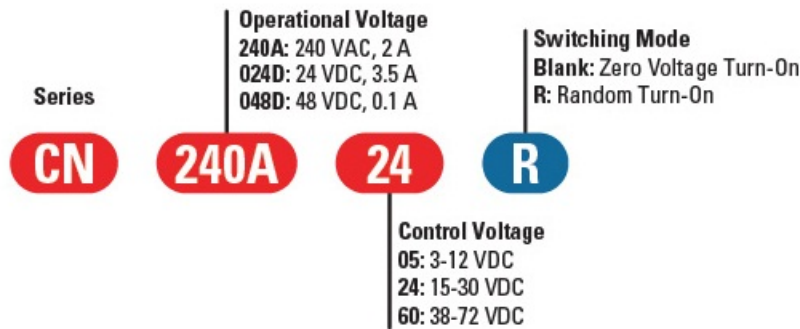 Operational Voltage
240A: 240 VAC, 2 A
024D: 24 VDC, 3.5 A
048D: 48 VDC, 0.1 A
Switching Mode
Blank: Zero Voltage Turn-On
R: Random Turn-On
Series
CN 240A 24 R
Control Voltage
05: 3-12 VDC
24: 15-30 VDC
60: 38-72 VDC